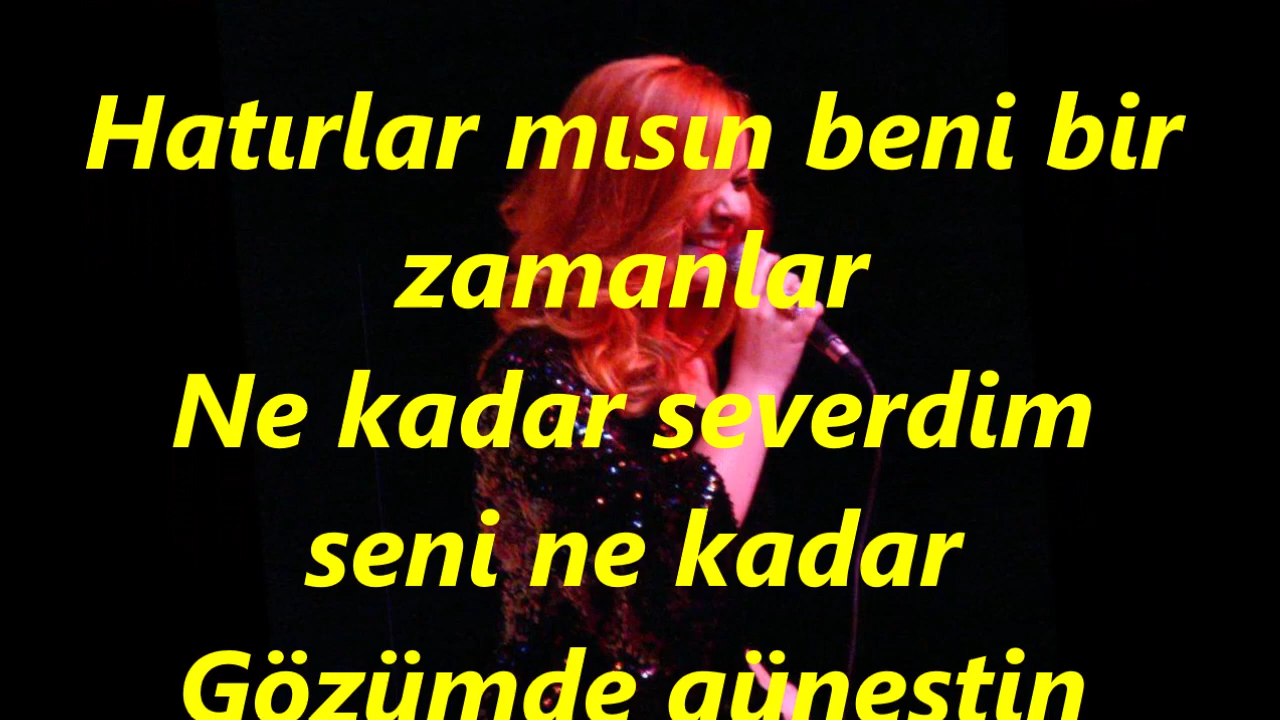 Hatırlar mısın beni bir
zamanlar
Ne kadar severdim
seni ne kadar
Gözümde güneştin